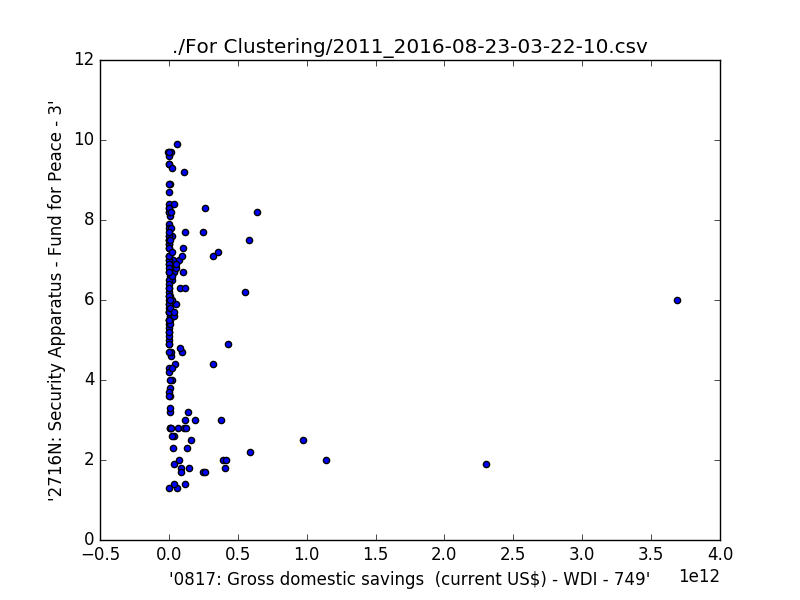 ./For Clustering/2011_2016-08-23-03-22-10.csv
12
10
8
6
4
2
0
'2716N: Security Apparatus - Fund for Peace - 3'
−0.5 0.0 0.5 1.0 1.5 2.0 2.5 3.0 3.5 4.0
1e12
'0817: Gross domestic savings  (current US$) - WDI - 749'